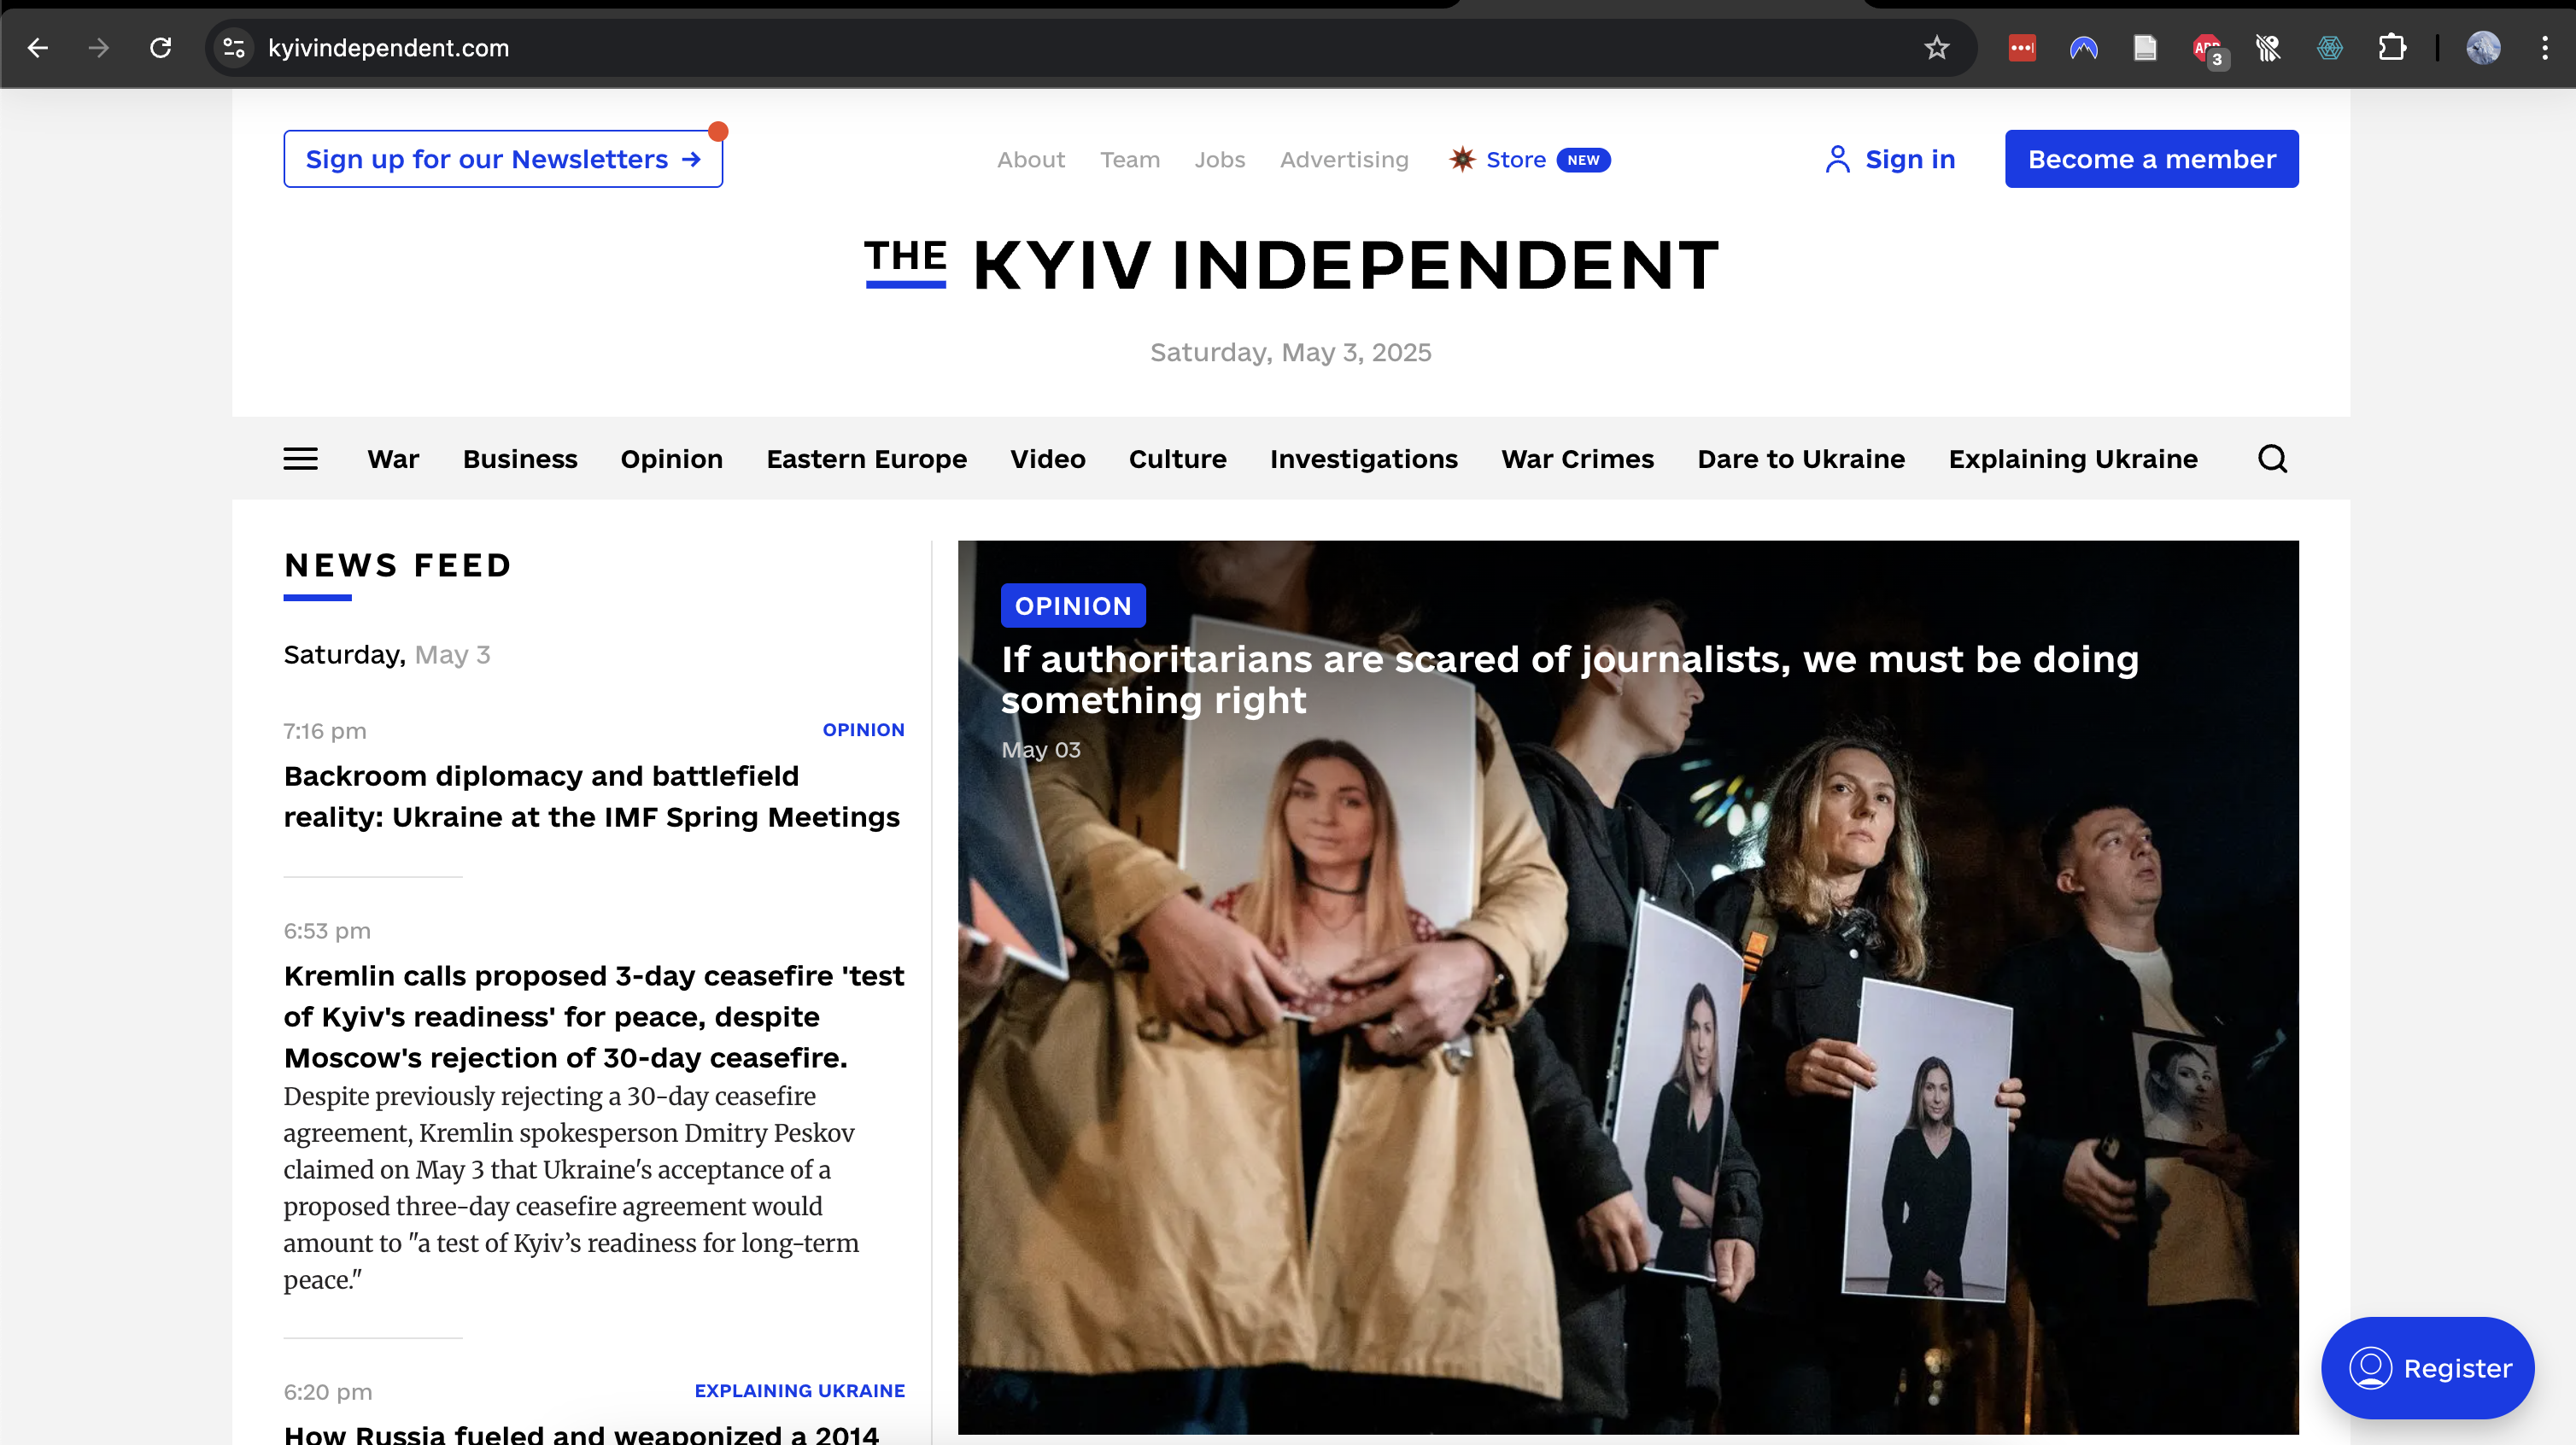 kyivindependent.com
3
Sign up for our Newsletters →
About Team Jobs Advertising Store NEW
Sign in
Become a member
THE KYIV INDEPENDENT
Saturday, May 3, 2025
War Business Opinion Eastern Europe Video Culture Investigations War Crimes Dare to Ukraine Explaining Ukraine
NEWS FEED
Saturday, May 3
7:16 pm OPINION
Backroom diplomacy and battlefield
reality: Ukraine at the IMF Spring Meetings
6:53 pm
Kremlin calls proposed 3-day ceasefire 'test
of Kyiv's readiness' for peace, despite
Moscow's rejection of 30-day ceasefire.
Despite previously rejecting a 30-day ceasefire
agreement, Kremlin spokesperson Dmitry Peskov
claimed on May 3 that Ukraine's acceptance of a
proposed three-day ceasefire agreement would
amount to "a test of Kyiv’s readiness for long-term
peace."
6:20 pm EXPLAINING UKRAINE
How Russia fueled and weaponized a 2014
OPINION
If authoritarians are scared of journalists, we must be doing
something right
May 03
Register